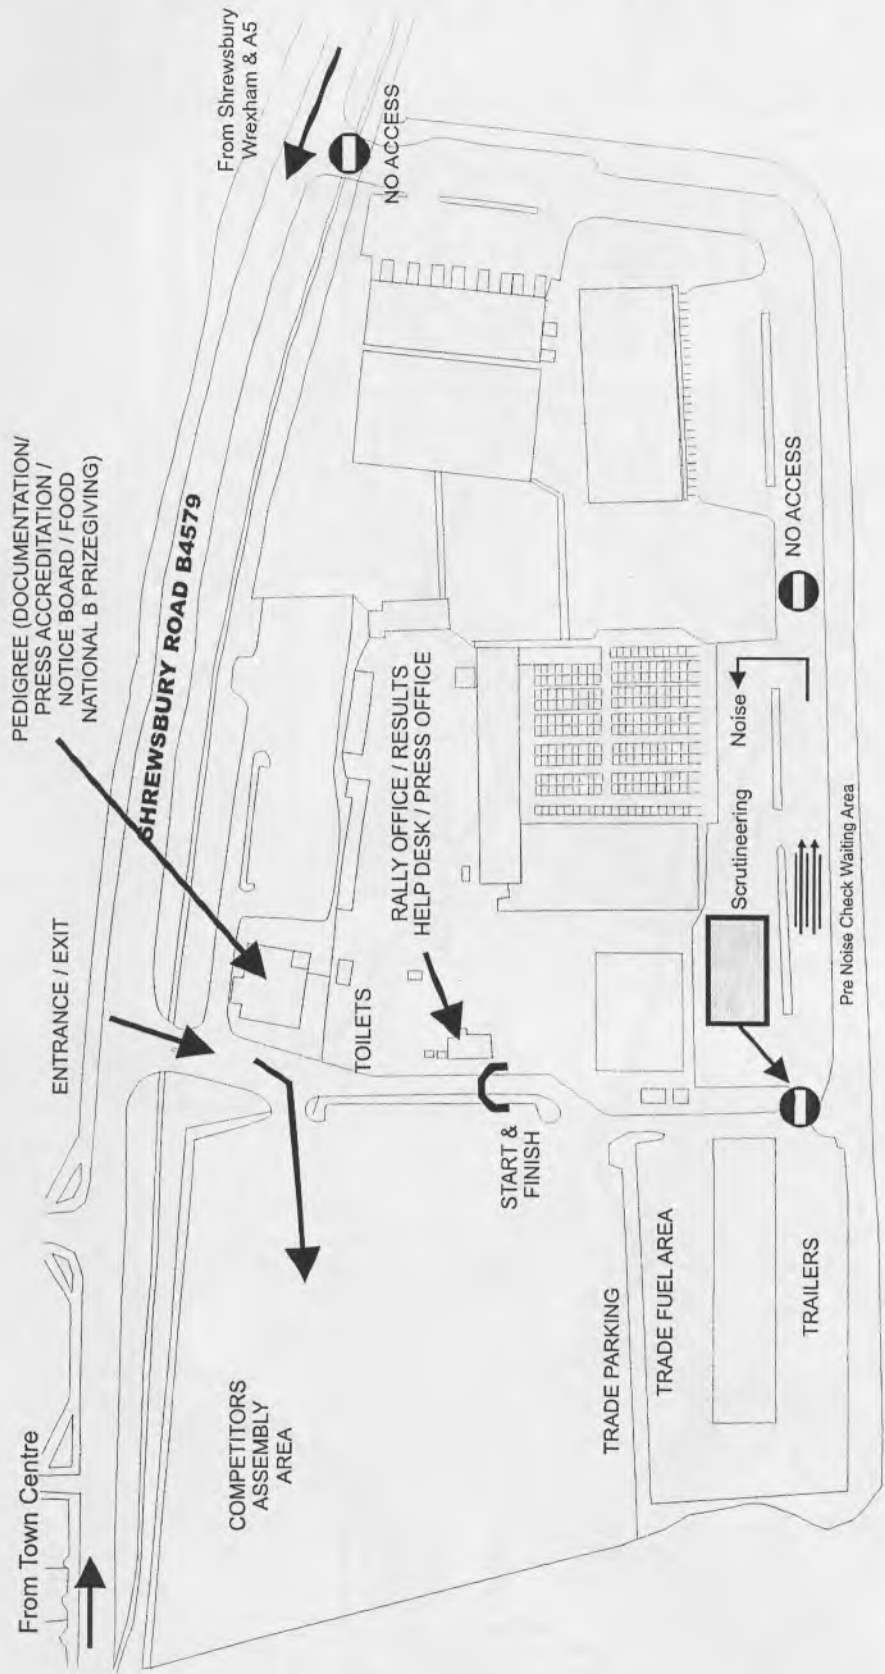 From Town Centre
ENTRANCE / EXIT
PEDIGREE (DOCUMENTATION/
PRESS ACCREDITATION /
NOTICE BOARD / FOOD
NATIONAL B PRIZEGIVING)
From Shrewsbury
Wrexham & A5
SHREWSBURY ROAD B4579
NO ACCESS
COMPETITORS
ASSEMBLY
AREA
TOILETS
RALLY OFFICE / RESULTS
HELP DESK / PRESS OFFICE
START &
FINISH
TRADE PARKING
TRADE FUEL AREA
TRAILERS
Scrutineering
Noise
NO ACCESS
Pre Noise Check Waiting Area